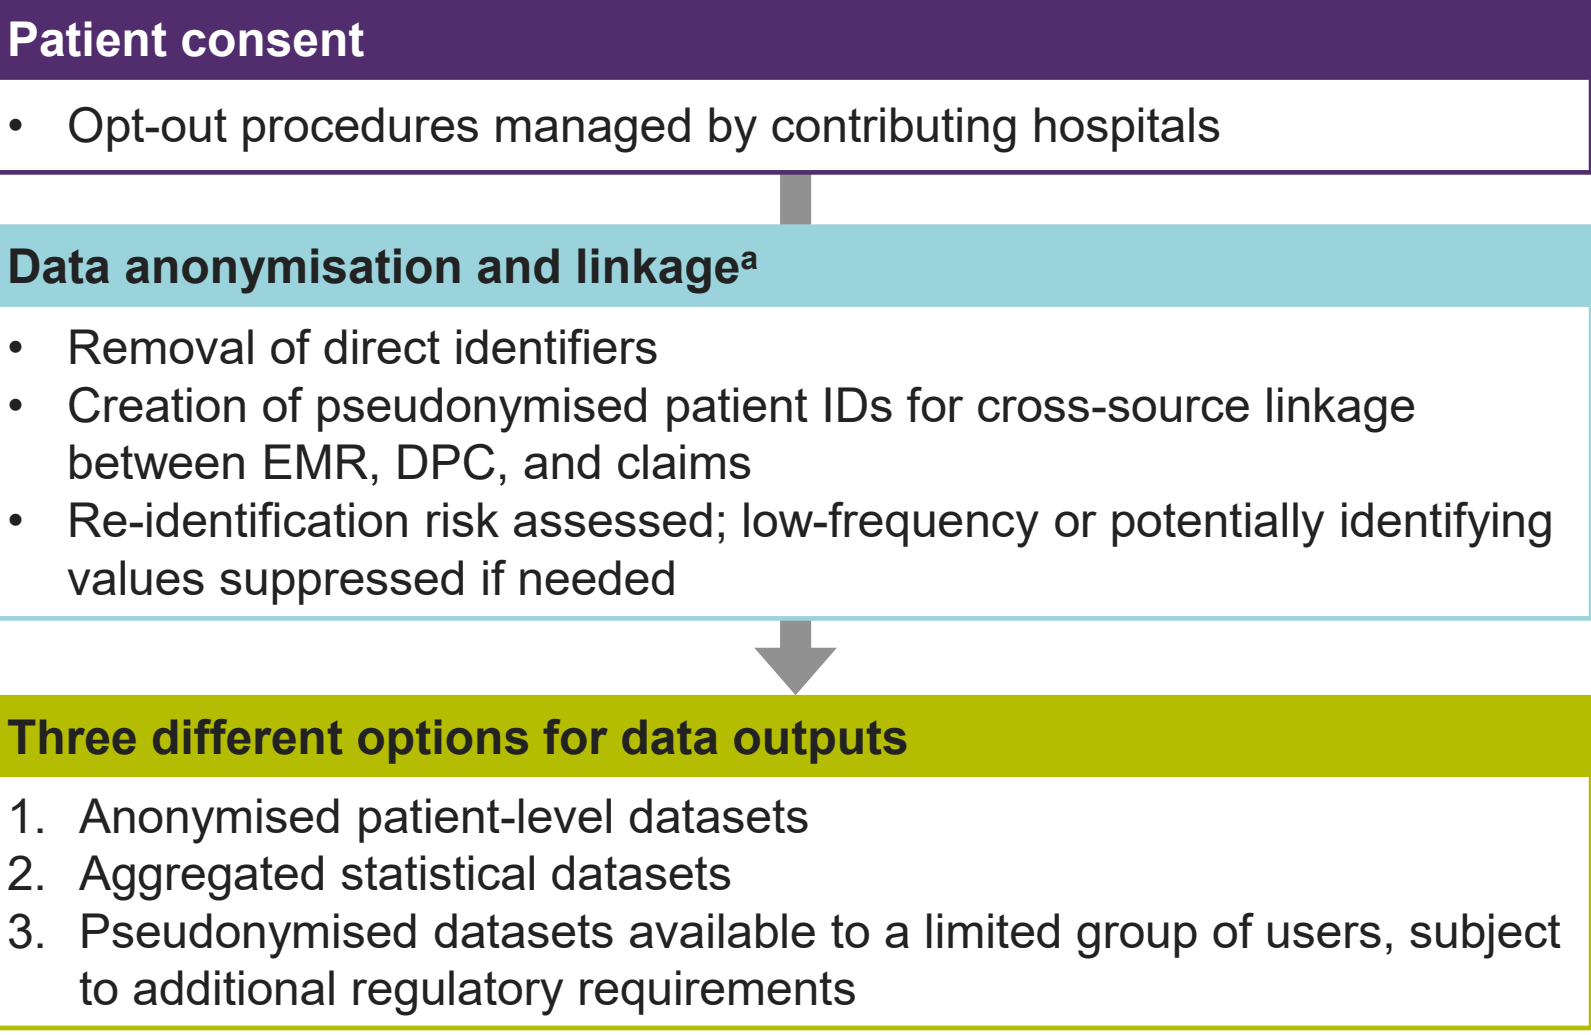 Patient consent
• Opt-out procedures managed by contributing hospitals
Data anonymisation and linkageᵃ
• Removal of direct identifiers
• Creation of pseudonymised patient IDs for cross-source linkage
between EMR, DPC, and claims
• Re-identification risk assessed; low-frequency or potentially identifying
values suppressed if needed
Three different options for data outputs
1. Anonymised patient-level datasets
2. Aggregated statistical datasets
3. Pseudonymised datasets available to a limited group of users, subject
to additional regulatory requirements